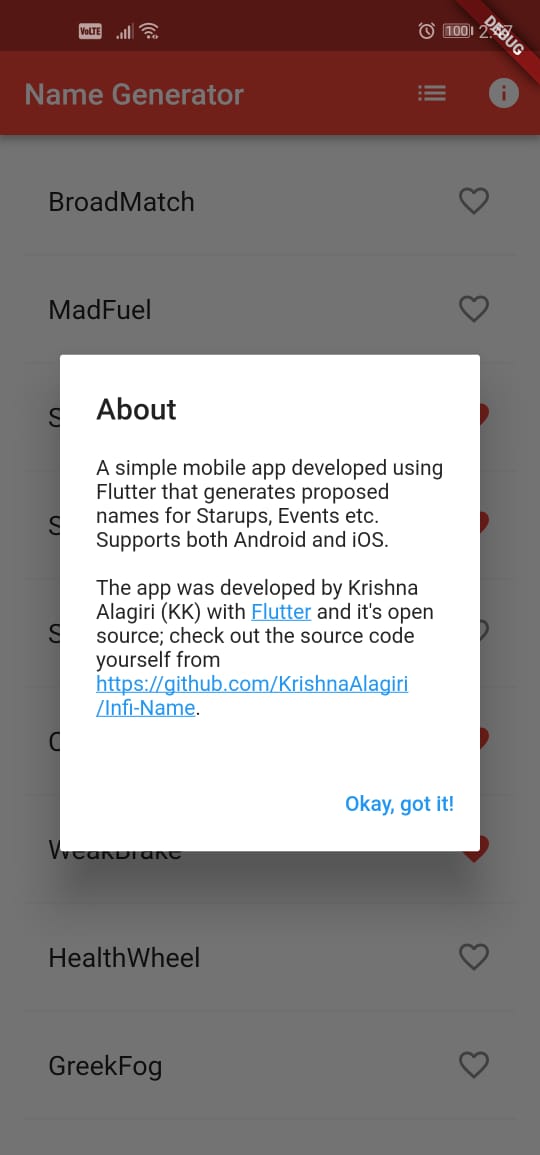 VoLTE
100
DEBUG
Name Generator
BroadMatch
MadFuel
About
A simple mobile app developed using
Flutter that generates proposed
names for Starups, Events etc.
Supports both Android and iOS.
The app was developed by Krishna
Alagiri (KK) with Flutter and it's open
source; check out the source code
yourself from
https://github.com/KrishnaAlagiri
/Infi-Name.
Okay, got it!
WeakBrake
HealthWheel
GreekFog